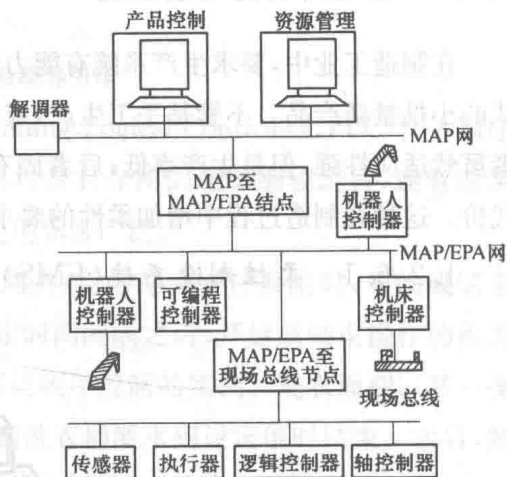 产品控制
资源管理
解调器
MAP网
MAP至
MAP/EPA结点
机器人
控制器
MAP/EPA网
机器人
控制器
可编程
控制器
机床
控制器
MAP/EPA至
现场总线节点
现场总线
传感器
执行器
逻辑控制器
轴控制器